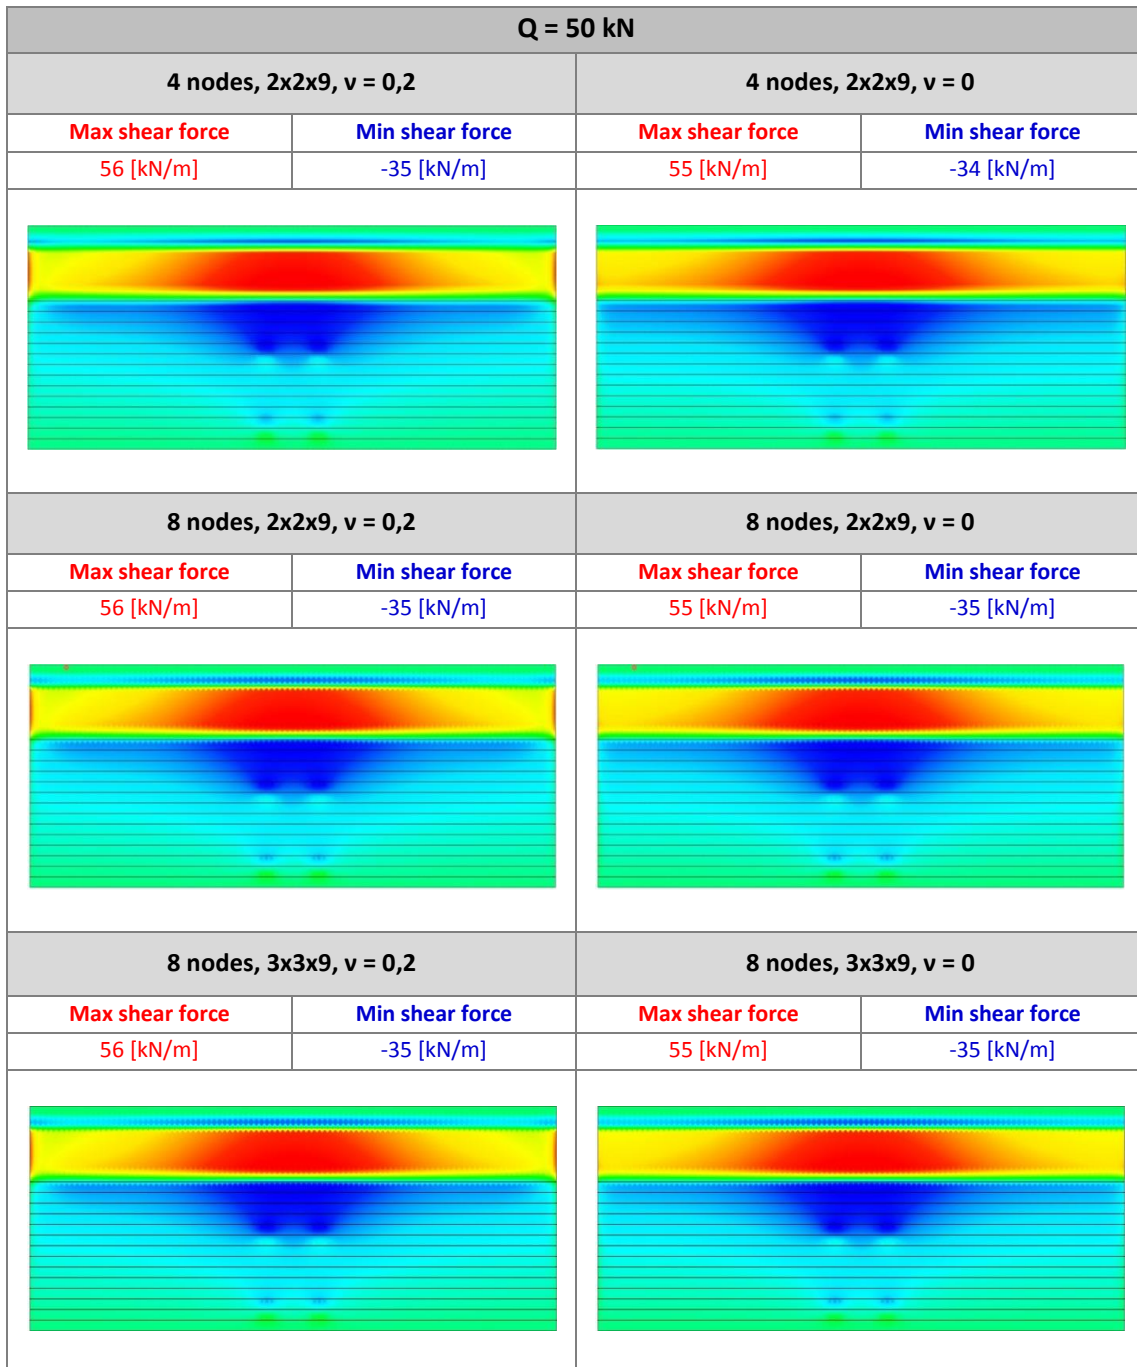 Q = 50 kN
4 nodes, 2x2x9, ν = 0,2 4 nodes, 2x2x9, ν = 0
Max shear force Min shear force Max shear force Min shear force
56 [kN/m] -35 [kN/m] 55 [kN/m] -34 [kN/m]
8 nodes, 2x2x9, ν = 0,2 8 nodes, 2x2x9, ν = 0
Max shear force Min shear force Max shear force Min shear force
56 [kN/m] -35 [kN/m] 55 [kN/m] -35 [kN/m]
8 nodes, 3x3x9, ν = 0,2 8 nodes, 3x3x9, ν = 0
Max shear force Min shear force Max shear force Min shear force
56 [kN/m] -35 [kN/m] 55 [kN/m] -35 [kN/m]